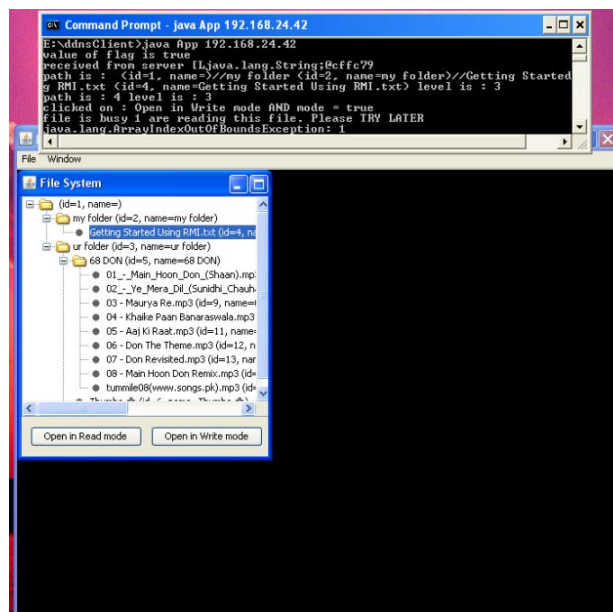 Command Prompt - java App 192.168.24.42
E:\ddnsClient>java App 192.168.24.42
value of flag is true
received from server [Ljava.lang.String;@cffc79
path is : (id=1, name=)//my folder (id=2, name=my folder)//Getting Started
g RMI.txt (id=4, name=Getting Started Using RMI.txt) level is : 3
path is : 4 level is : 3
clicked on : Open in Write mode AND mode = true
file is busy 1 are reading this file. Please TRY LATER
java.lang.ArrayIndexOutOfBoundsException: 1
File Window
File System
(id=1, name=)
my folder (id=2, name=my folder)
Getting Started Using RMI.txt (id=4, na
ur folder (id=3, name=ur folder)
68 DON (id=5, name=68 DON)
01_-_Main_Hoon_Don_(Shaan).mp
02_-_Ye_Mera_Dil_(Sunidhi_Chauh
03 - Maurya Re.mp3 (id=9, name=
04 - Khaike Paan Banaraswala.mp3
05 - Aaj Ki Raat.mp3 (id=11, name=
06 - Don The Theme.mp3 (id=12, n
07 - Don Revisited.mp3 (id=13, nar
08 - Main Hoon Don Remix.mp3 (id=
tummile08(www.songs.pk).mp3 (id=
Open in Read mode Open in Write mode